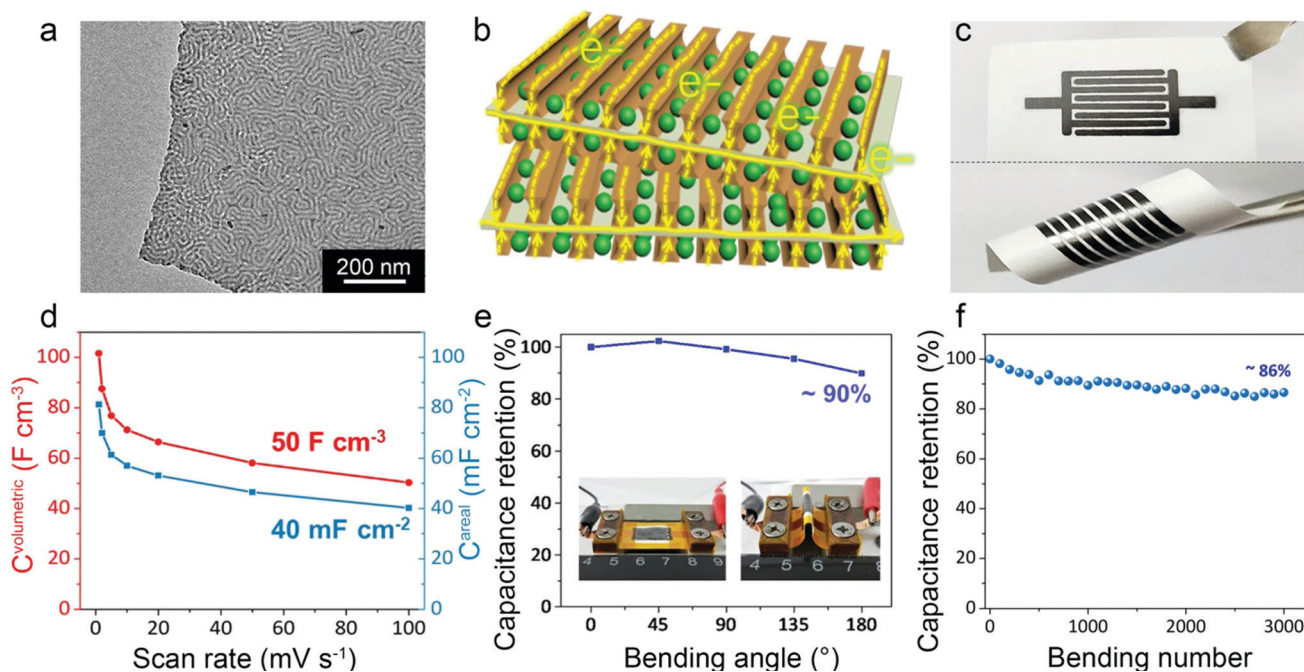 a
200 nm
b
e-
e-
e-
e-
c
d
C volumetric (F cm-3)
100
80
60
40
20
0
50 F cm-3
40 mF cm-2
100
80
60
40
20
0
C areal (mF cm-2)
0 20 40 60 80 100
Scan rate (mV s-1)
e
Capacitance retention (%)
100
80
60
40
20
0
~ 90%
4 5 6 7 8 9
4 5 6 7 8
0 45 90 135 180
Bending angle (°)
f
Capacitance retention (%)
100
80
60
40
20
0
~ 86%
0 1000 2000 3000
Bending number